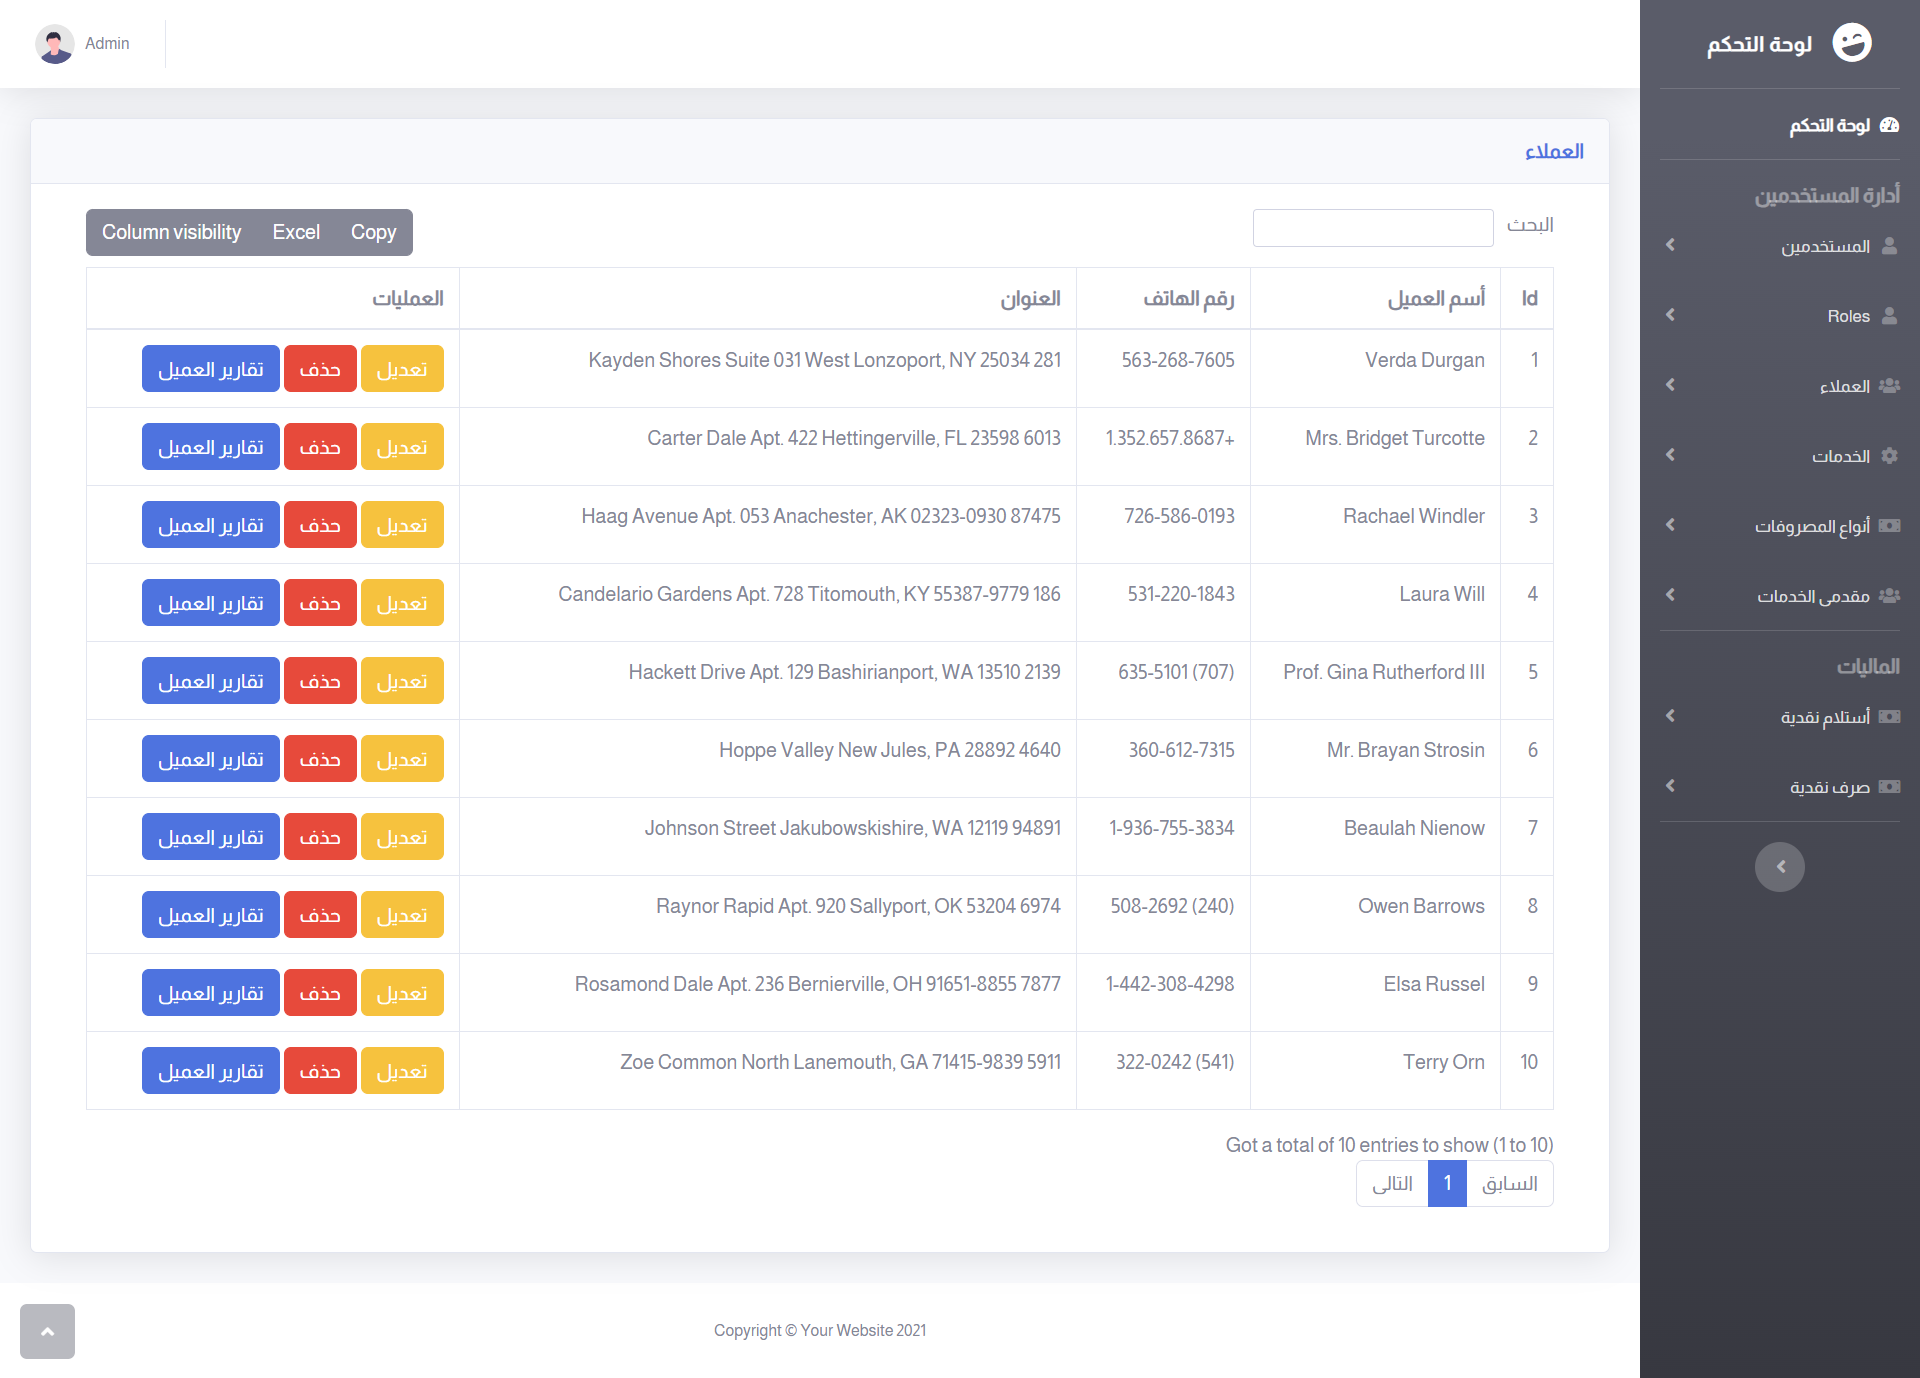 Admin
لوحة التحكم
لوحة التحكم
أدارة المستخدمين
المستخدمين
Roles
العملاء
الخدمات
أنواع المصروفات
مقدمى الخدمات
الماليات
أستلام نقدية
صرف نقدية
العملاء
البحث
Column visibility Excel Copy
Id أسم العميل رقم الهاتف العنوان العمليات
1 Verda Durgan 563-268-7605 Kayden Shores Suite 031 West Lonzoport, NY 25034 281 تعديل حذف تقارير العميل
2 Mrs. Bridget Turcotte 1.352.657.8687+ Carter Dale Apt. 422 Hettingerville, FL 23598 6013 تعديل حذف تقارير العميل
3 Rachael Windler 726-586-0193 Haag Avenue Apt. 053 Anachester, AK 02323-0930 87475 تعديل حذف تقارير العميل
4 Laura Will 531-220-1843 Candelario Gardens Apt. 728 Titomouth, KY 55387-9779 186 تعديل حذف تقارير العميل
5 Prof. Gina Rutherford III 635-5101 (707) Hackett Drive Apt. 129 Bashirianport, WA 13510 2139 تعديل حذف تقارير العميل
6 Mr. Brayan Strosin 360-612-7315 Hoppe Valley New Jules, PA 28892 4640 تعديل حذف تقارير العميل
7 Beaulah Nienow 1-936-755-3834 Johnson Street Jakubowskishire, WA 12119 94891 تعديل حذف تقارير العميل
8 Owen Barrows 508-2692 (240) Raynor Rapid Apt. 920 Sallyport, OK 53204 6974 تعديل حذف تقارير العميل
9 Elsa Russel 1-442-308-4298 Rosamond Dale Apt. 236 Bernierville, OH 91651-8855 7877 تعديل حذف تقارير العميل
10 Terry Orn 322-0242 (541) Zoe Common North Lanemouth, GA 71415-9839 5911 تعديل حذف تقارير العميل
Got a total of 10 entries to show (1 to 10)
السابق 1 التالى
Copyright © Your Website 2021